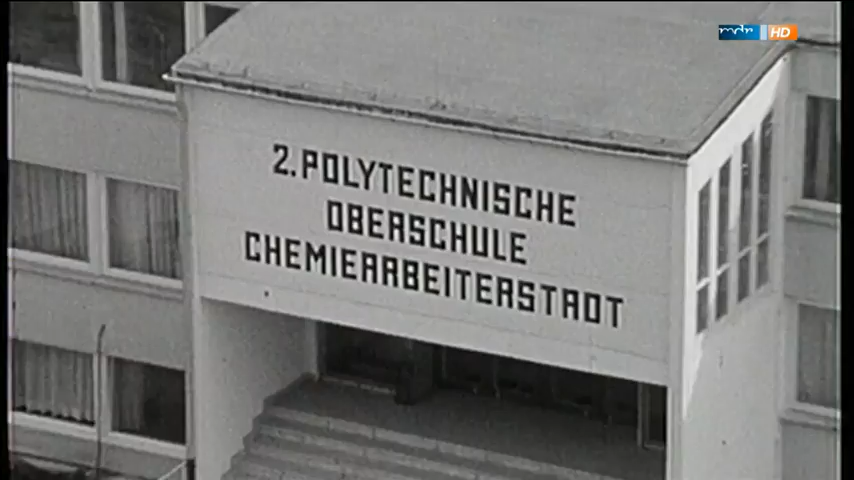 mdr HD
2. POLYTECHNISCHE
OBERSCHULE
CHEMIEARBEITERSTADT